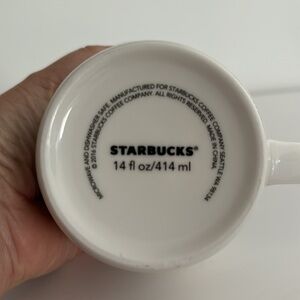 MICROWAVE AND DISHWASHER SAFE. MANUFACTURED FOR STARBUCKS COFFEE COMPANY SEATTLE WA 98134
© 2016 STARBUCKS COFFEE COMPANY. ALL RIGHTS RESERVED. MADE IN CHINA.
STARBUCKS®
14 fl oz/414 ml